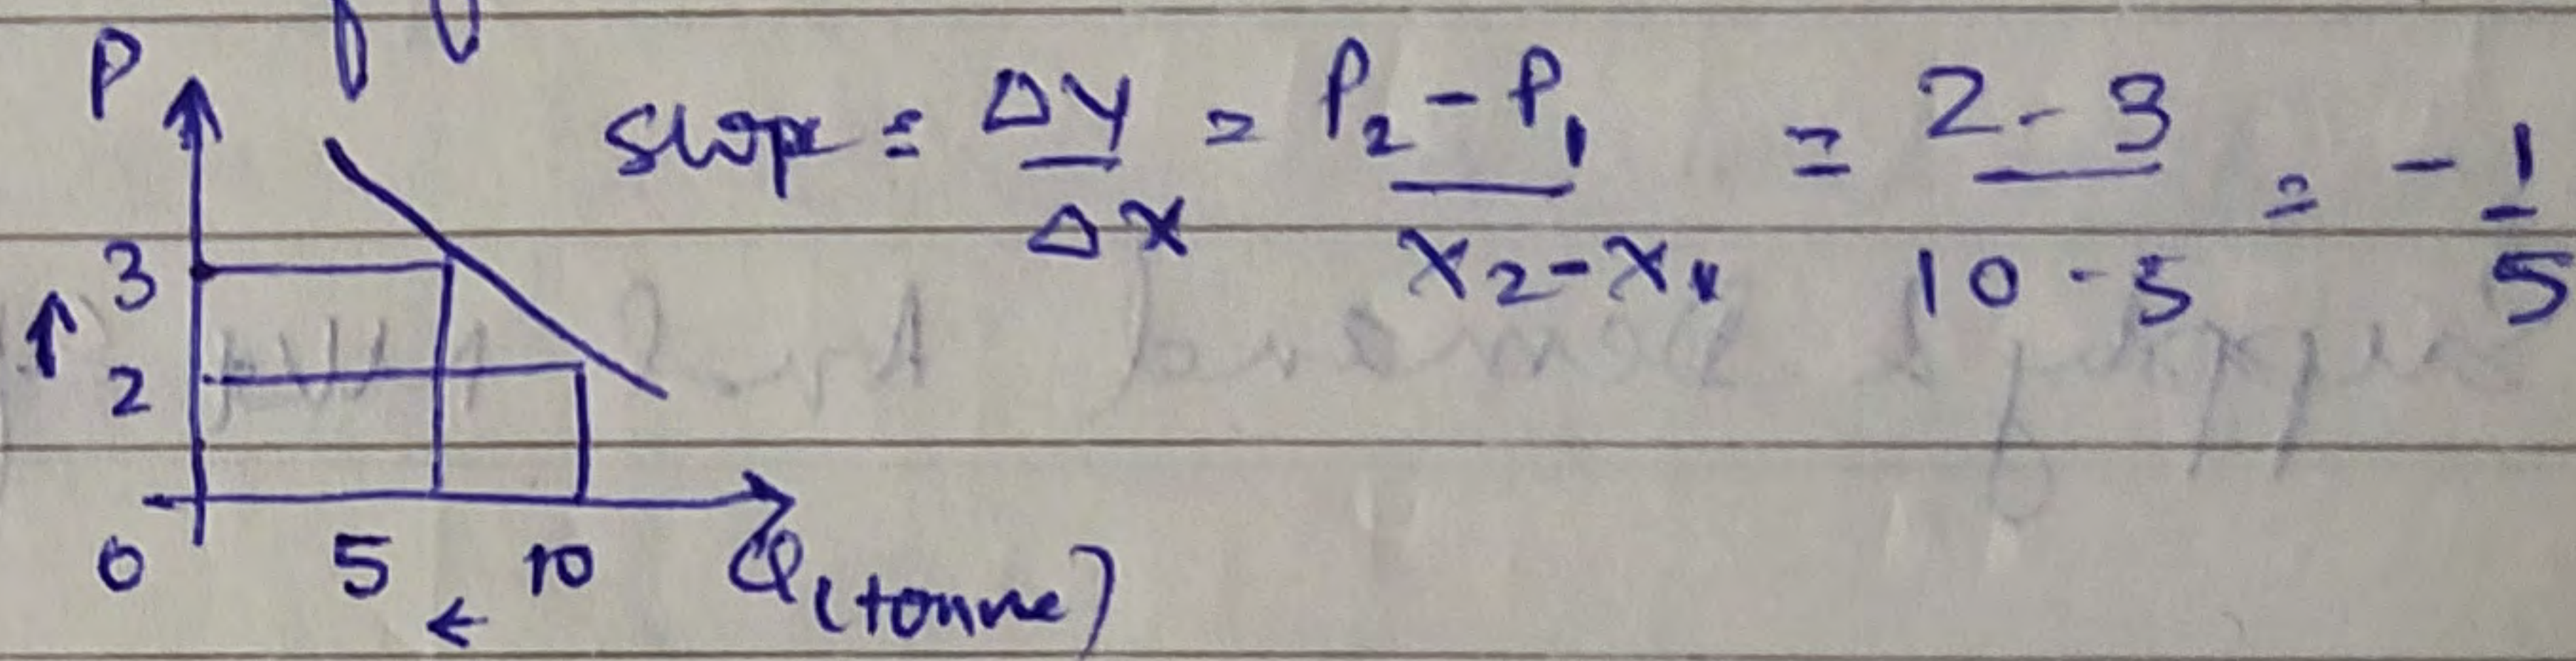 P
slope = Δy/Δx = P₂ - P₁ / x₂ - x₁ = 2 - 3 / 10 - 5 = - 1/5
3
↑
2
0 5 10 Q (tonne)
←